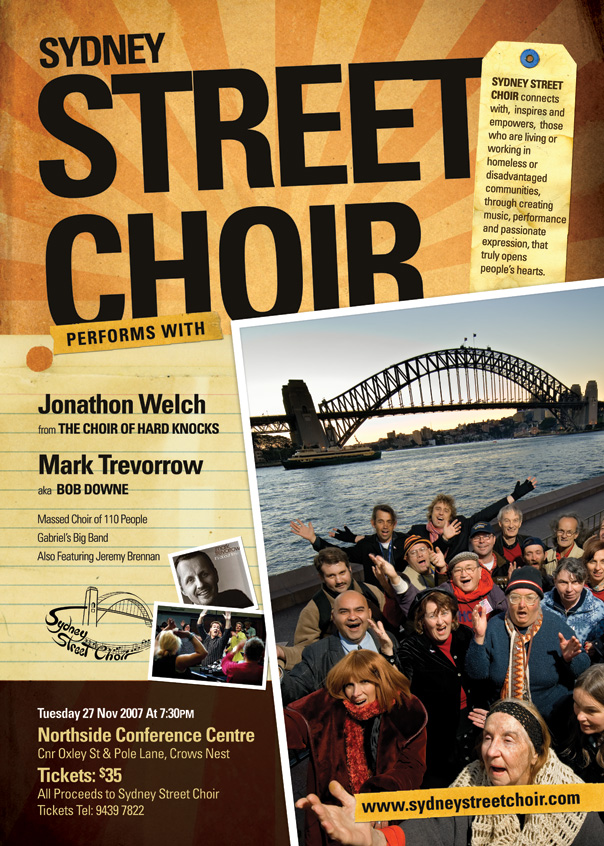 SYDNEY
STREET
CHOIR
SYDNEY STREET
CHOIR connects
with, inspires and
empowers, those
who are living or
working in
homeless or
disadvantaged
communities,
through creating
music, performance
and passionate
expression, that
truly opens
people's hearts.
PERFORMS WITH
Jonathon Welch
from THE CHOIR OF HARD KNOCKS
Mark Trevorrow
aka BOB DOWNE
Massed Choir of 110 People
Gabriel's Big Band
Also Featuring Jeremy Brennan
Sydney
Street Choir
Tuesday 27 Nov 2007 At 7:30PM
Northside Conference Centre
Cnr Oxley St & Pole Lane, Crows Nest
Tickets: $35
All Proceeds to Sydney Street Choir
Tickets Tel: 9439 7822
www.sydneystreetchoir.com